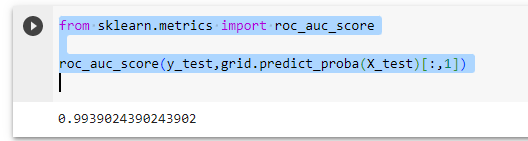 from sklearn.metrics import roc_auc_score
roc_auc_score(y_test,grid.predict_proba(X_test)[:,1])
0.9939024390243902